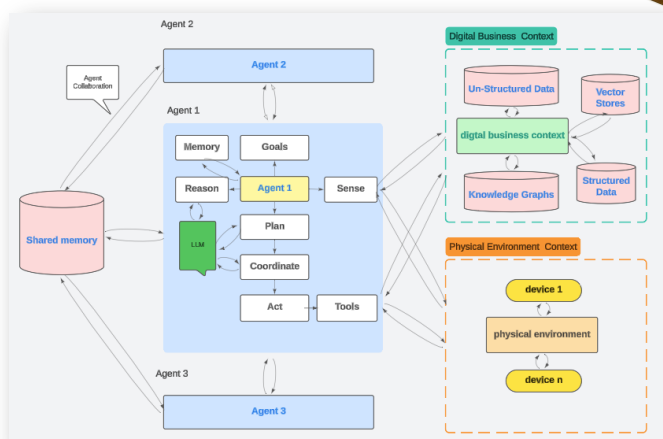 Agent 2
Digital Business Context
Agent
Collaboration
Agent 2
Un-Structured Data
Vector
Stores
Agent 1
Memory
Goals
digtal business context
Reason
Agent 1
Sense
Knowledge Graphs
Structured
Data
Shared memory
LLM
Plan
Coordinate
Physical Environment Context
Act
Tools
device 1
physical environment
Agent 3
device n
Agent 3